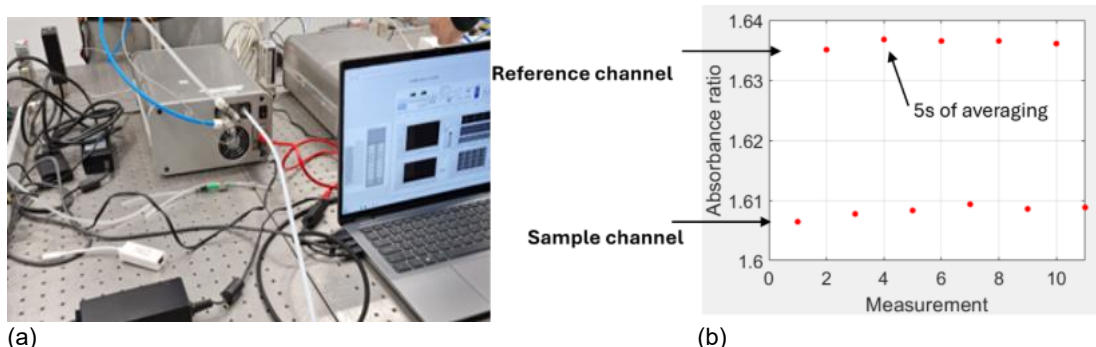 1.64
Reference channel
1.63
5s of averaging
1.62
Absorbance ratio
1.61
Sample channel
1.6
0 2 4 6 8 10
Measurement
(a) (b)